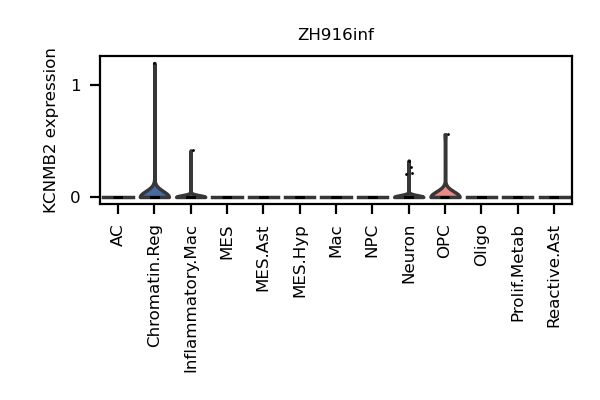 ZH916inf
KCNMB2 expression
1
0
AC
Chromatin.Reg
Inflammatory.Mac
MES
MES.Ast
MES.Hyp
Mac
NPC
Neuron
OPC
Oligo
Prolif.Metab
Reactive.Ast